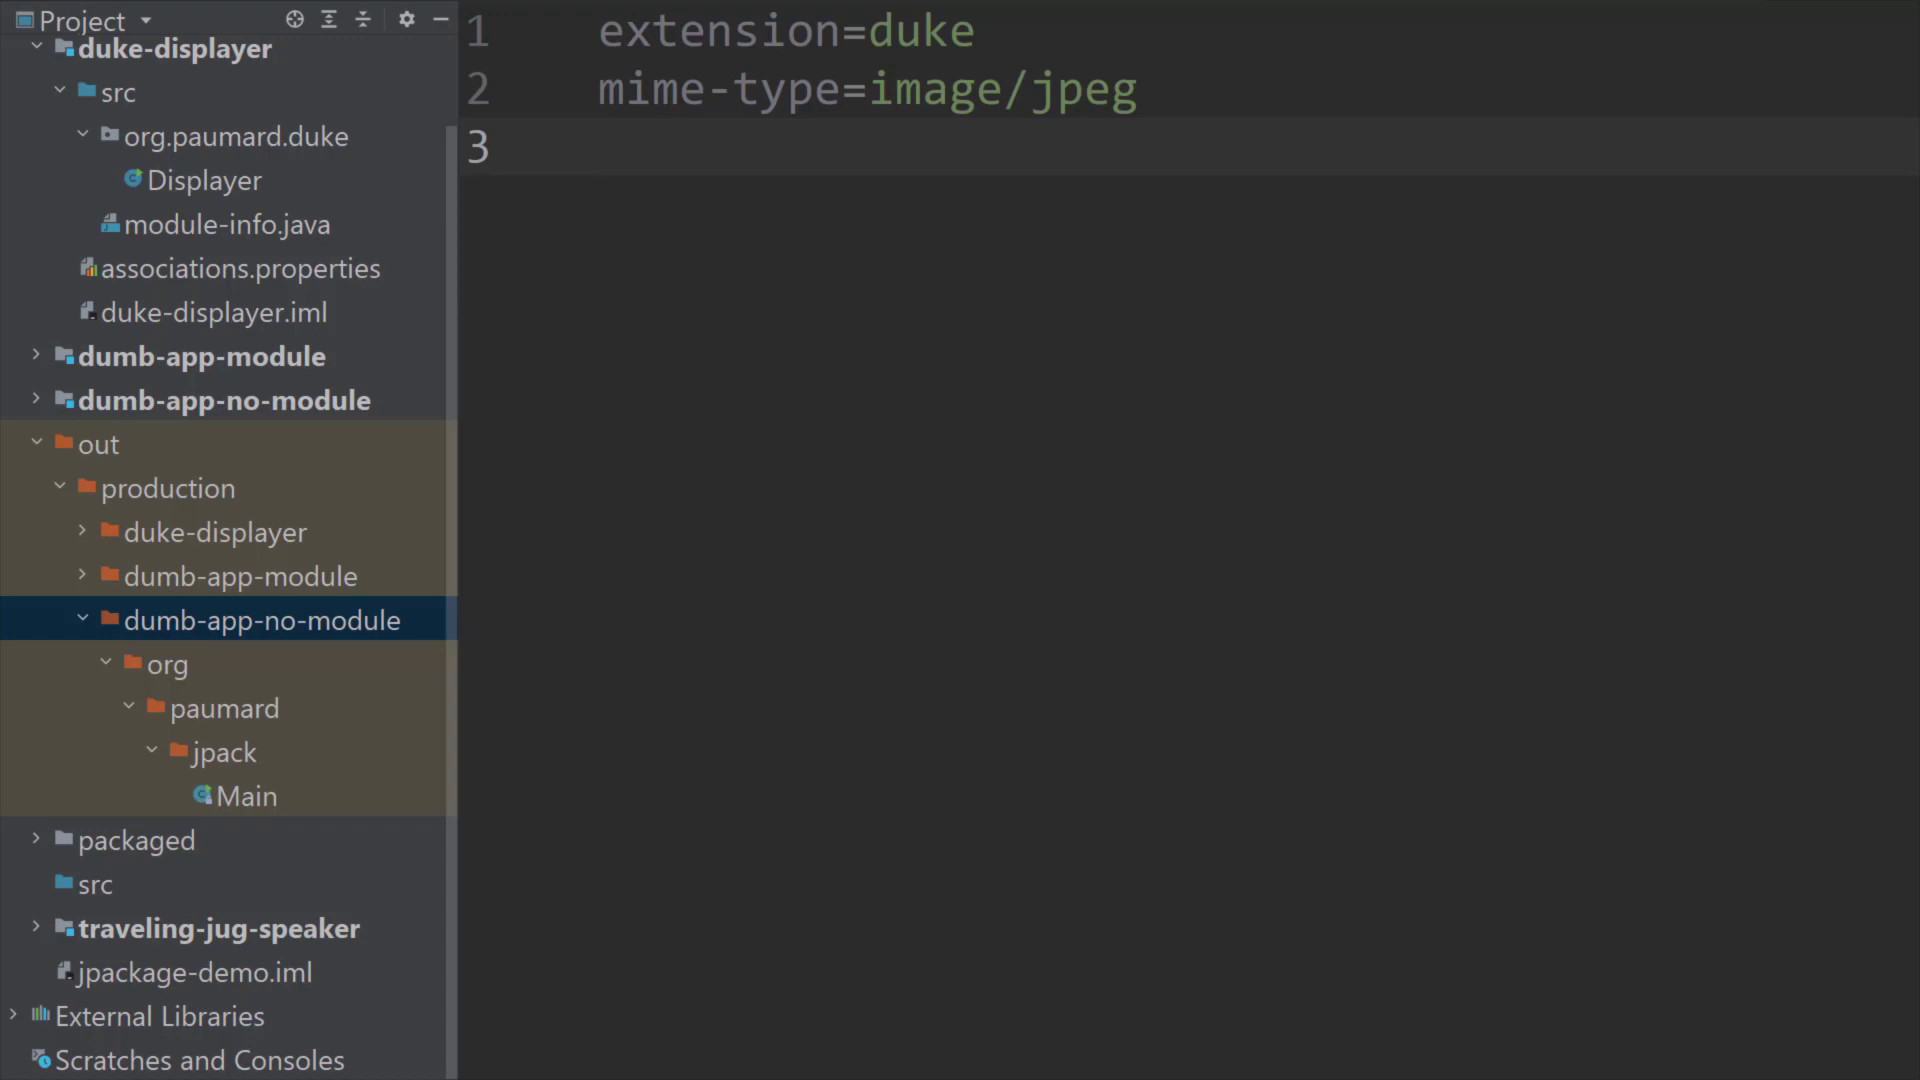 Project
duke-displayer
src
org.paumard.duke
Displayer
module-info.java
associations.properties
duke-displayer.iml
dumb-app-module
dumb-app-no-module
out
production
duke-displayer
dumb-app-module
dumb-app-no-module
org
paumard
jpack
Main
packaged
src
traveling-jug-speaker
jpackage-demo.iml
External Libraries
Scratches and Consoles
1 extension=duke
2 mime-type=image/jpeg
3